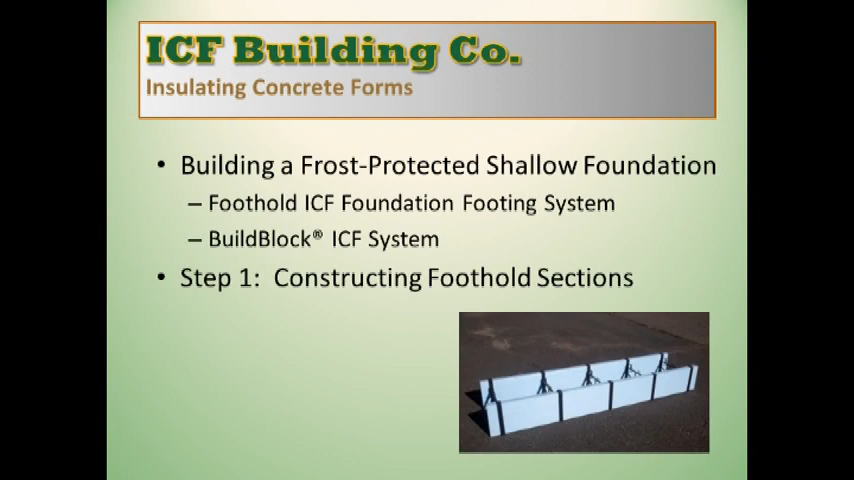 ICF Building Co.
Insulating Concrete Forms
• Building a Frost-Protected Shallow Foundation
– Foothold ICF Foundation Footing System
– BuildBlock® ICF System
• Step 1: Constructing Foothold Sections